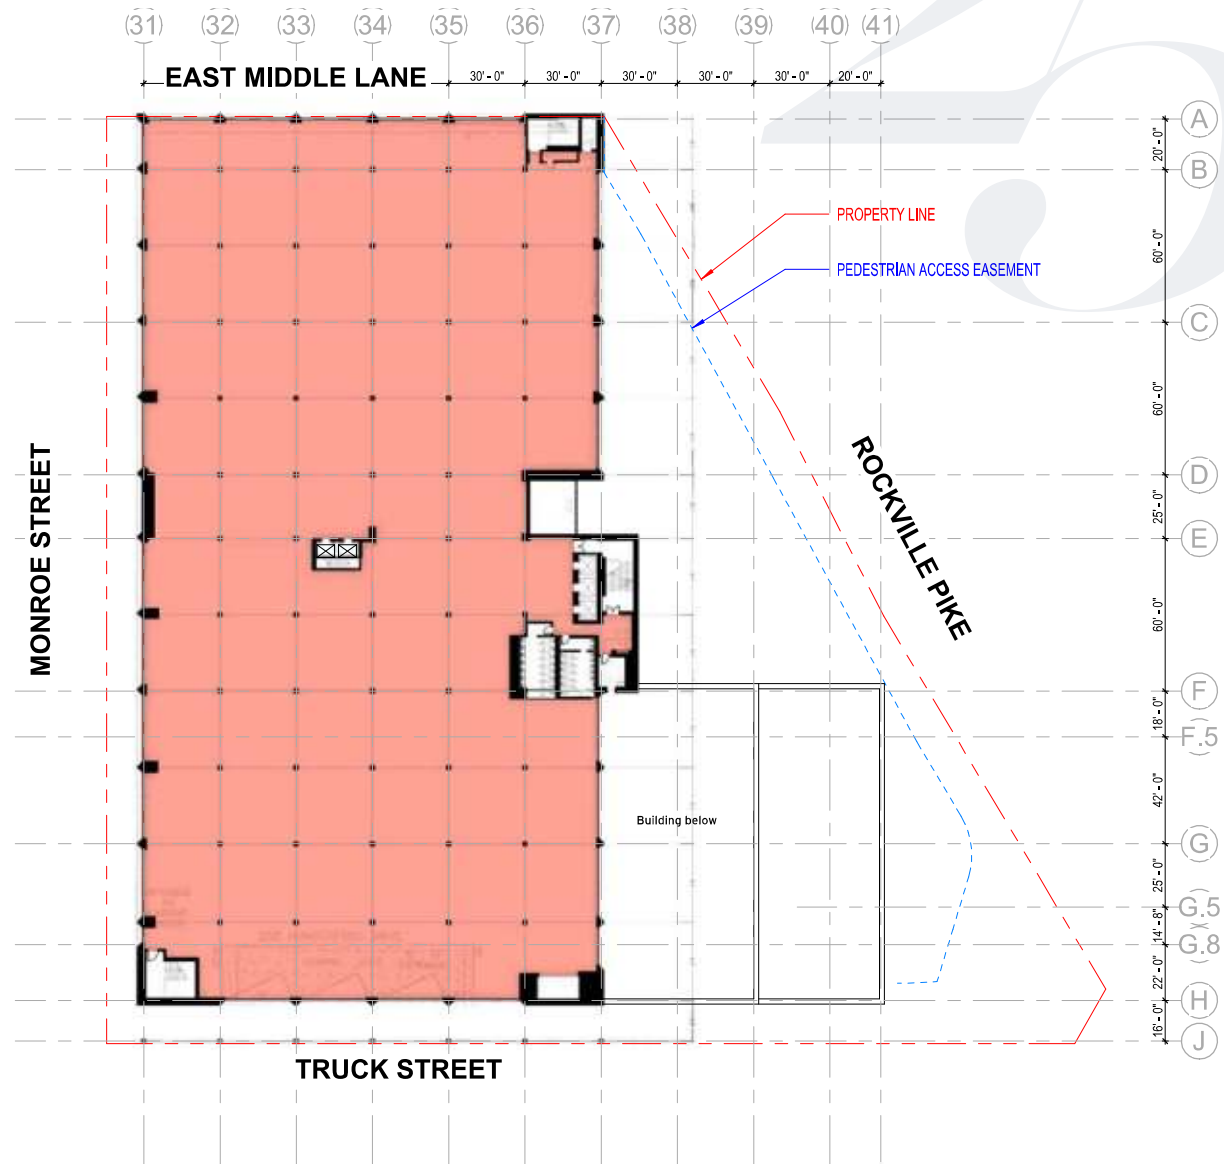 31 32 33 34 35 36 37 38 39 40 41
EAST MIDDLE LANE
30' - 0" 30' - 0" 30' - 0" 30' - 0" 30' - 0" 20' - 0"
A
20' - 0"
B
PROPERTY LINE
60' - 0"
PEDESTRIAN ACCESS EASEMENT
C
60' - 0"
D
MONROE STREET
ROCKVILLE PIKE
25' - 0"
E
60' - 0"
F
18' - 0"
F.5
42' - 0"
Building below
G
25' - 0"
G.5
14' - 8"
G.8
22' - 0"
H
16' - 0"
J
TRUCK STREET